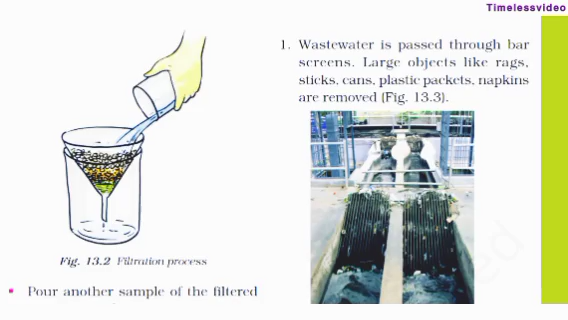 Timelessvideo
Fig. 13.2 Filtration process
• Pour another sample of the filtered
1. Wastewater is passed through bar
screens. Large objects like rags,
sticks, cans, plastic packets, napkins
are removed (Fig. 13.3).